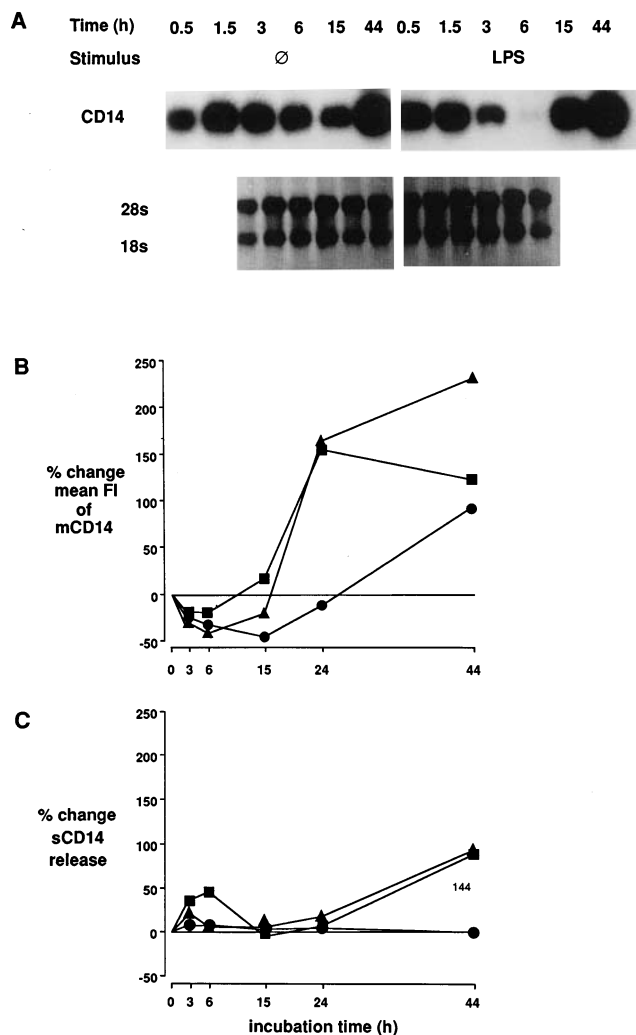 A
Time (h) 0.5 1.5 3 6 15 44 0.5 1.5 3 6 15 44
Stimulus ∅ LPS
CD14
28s
18s
B
250
200
150
100
50
0
-50
% change
mean FI
of
mCD14
0 3 6 15 24 44
C
250
200
150
100
50
0
-50
% change
sCD14
release
144
0 3 6 15 24 44
incubation time (h)